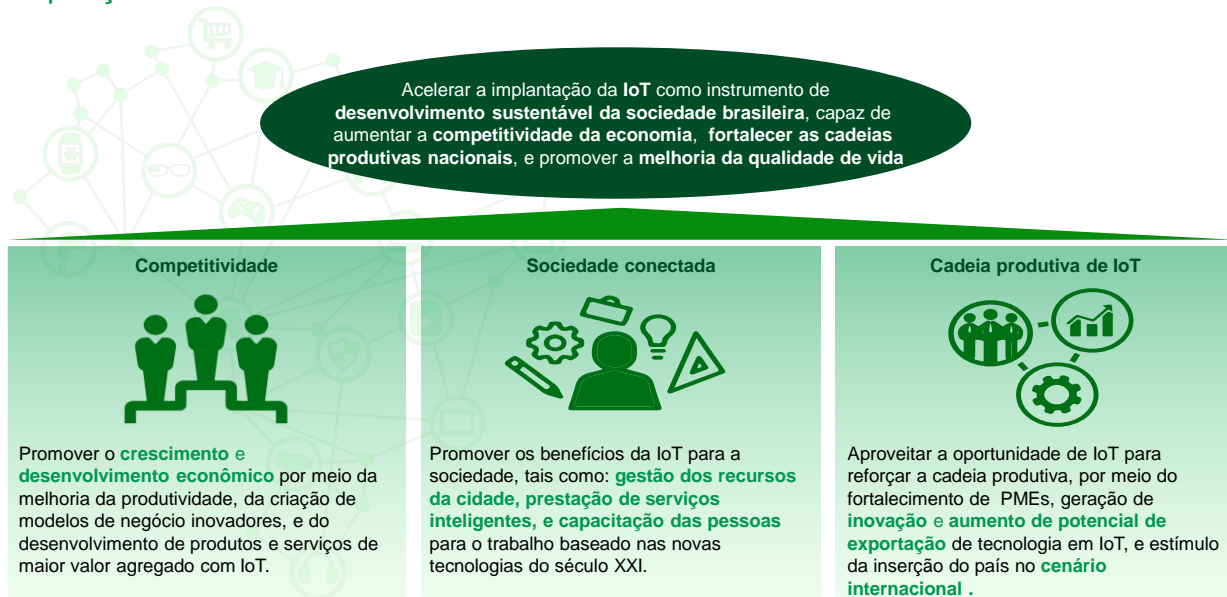 Acelerar a implantação da IoT como instrumento de
desenvolvimento sustentável da sociedade brasileira, capaz de
aumentar a competitividade da economia, fortalecer as cadeias
produtivas nacionais, e promover a melhoria da qualidade de vida
Competitividade
Promover o crescimento e
desenvolvimento econômico por meio da
melhoria da produtividade, da criação de
modelos de negócio inovadores, e do
desenvolvimento de produtos e serviços de
maior valor agregado com IoT.
Sociedade conectada
Promover os benefícios da IoT para a
sociedade, tais como: gestão dos recursos
da cidade, prestação de serviços
inteligentes, e capacitação das pessoas
para o trabalho baseado nas novas
tecnologias do século XXI.
Cadeia produtiva de IoT
Aproveitar a oportunidade de IoT para
reforçar a cadeia produtiva, por meio do
fortalecimento de PMEs, geração de
inovação e aumento de potencial de
exportação de tecnologia em IoT, e estímulo
da inserção do país no cenário
internacional .